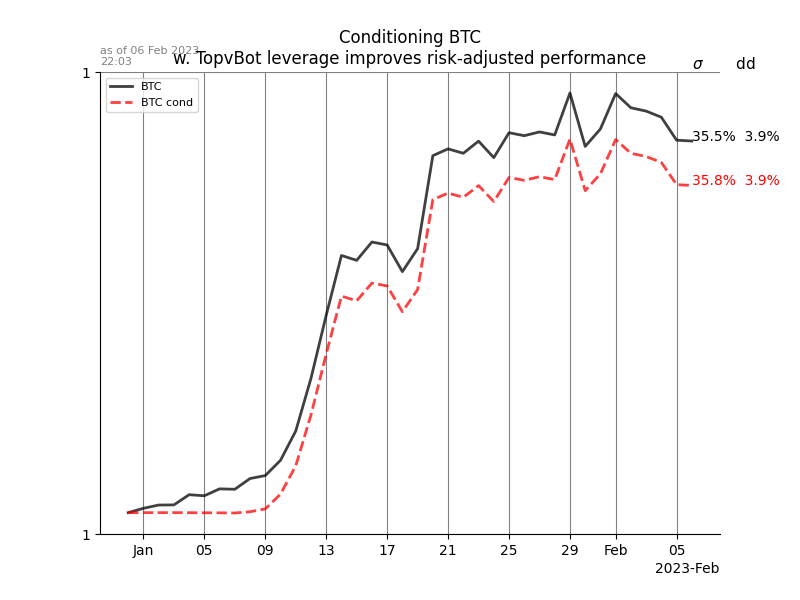 Conditioning BTC
w. TopvBot leverage improves risk-adjusted performance
as of 06 Feb 2023
22:03
σ dd
1
BTC
BTC cond
35.5% 3.9%
35.8% 3.9%
1
Jan 05 09 13 17 21 25 29 Feb 05
2023-Feb